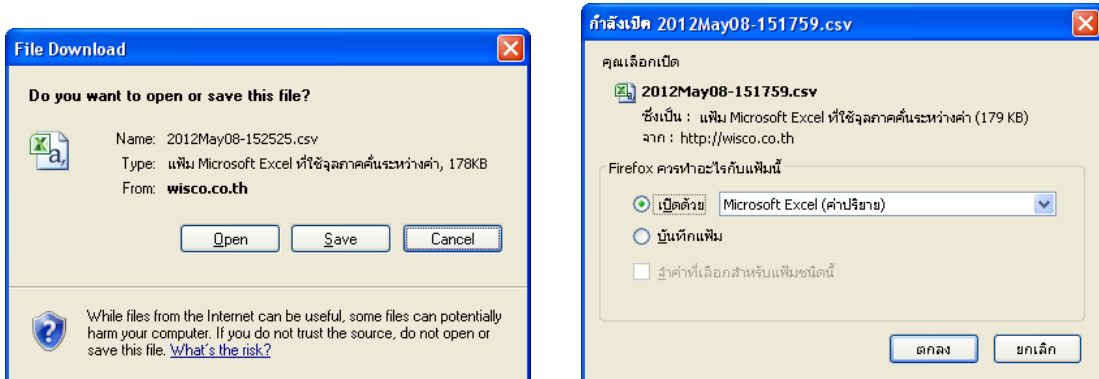 File Download
Do you want to open or save this file?
Name: 2012May08-152525.csv
Type: แฟ้ม Microsoft Excel ที่ใช้จุลภาคคั่นระหว่างค่า, 178KB
From: wisco.co.th
Open Save Cancel
While files from the Internet can be useful, some files can potentially
harm your computer. If you do not trust the source, do not open or
save this file. What's the risk?
กำลังเปิด 2012May08-151759.csv
คุณเลือกเปิด
2012May08-151759.csv
ซึ่งเป็น : แฟ้ม Microsoft Excel ที่ใช้จุลภาคคั่นระหว่างค่า (179 KB)
จาก : http://wisco.co.th
Firefox ควรทำอะไรกับแฟ้มนี้
เปิดด้วย Microsoft Excel (ค่าปริยาย)
บันทึกแฟ้ม
จำค่าที่เลือกสำหรับแฟ้มชนิดนี้
ตกลง ยกเลิก